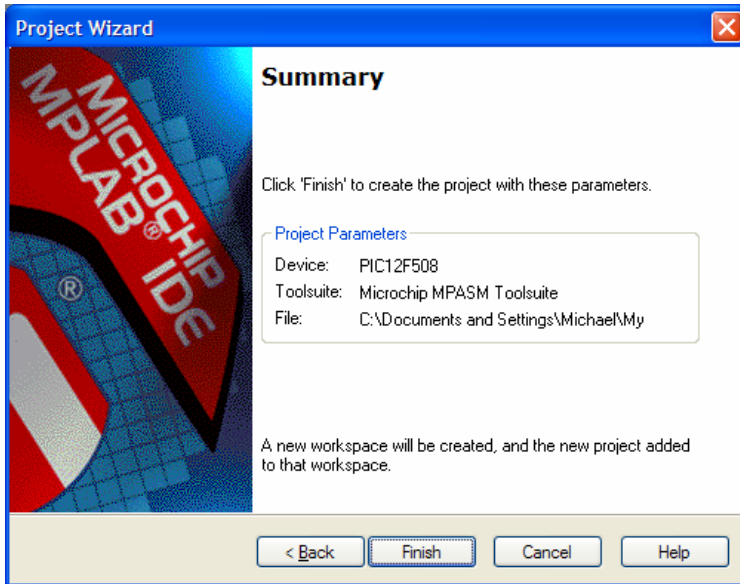 Project Wizard
MICROCHIP
MPLAB® IDE
®
Summary
Click 'Finish' to create the project with these parameters.
Project Parameters
Device: PIC12F508
Toolsuite: Microchip MPASM Toolsuite
File: C:\Documents and Settings\Michael\My
A new workspace will be created, and the new project added
to that workspace.
< Back
Finish
Cancel
Help